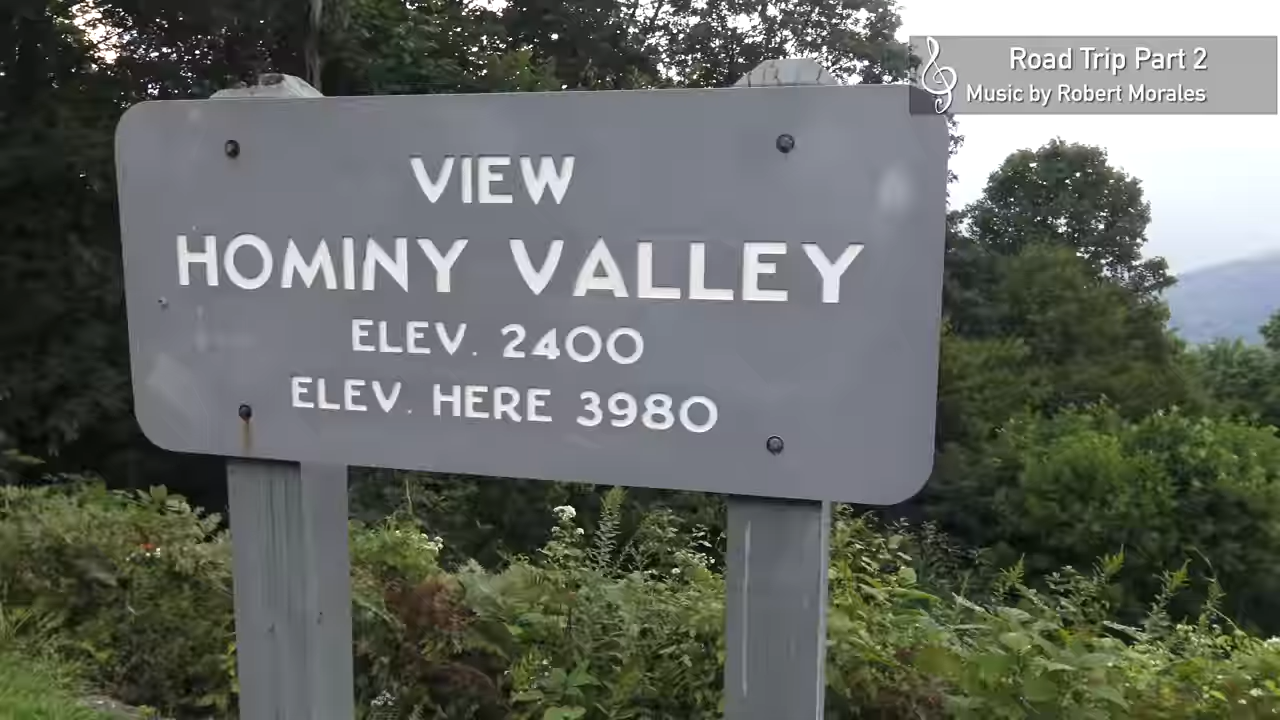 Road Trip Part 2
Music by Robert Morales
VIEW
HOMINY VALLEY
ELEV. 2400
ELEV. HERE 3980